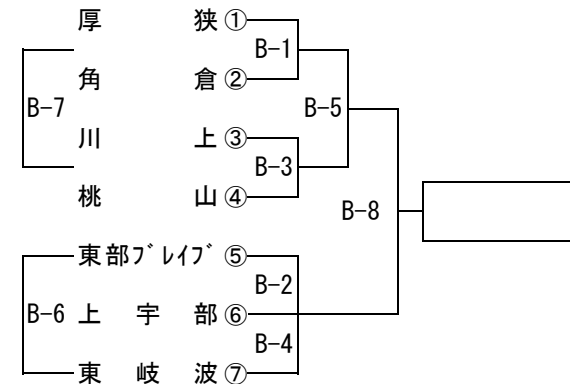 厚 狭 ①
B-1
角 倉 ②
B-7
B-5
川 上 ③
B-3
桃 山 ④
B-8
東部ﾌﾞﾚｲﾌﾞ ⑤
B-2
B-6 上 宇 部 ⑥
B-4
東 岐 波 ⑦